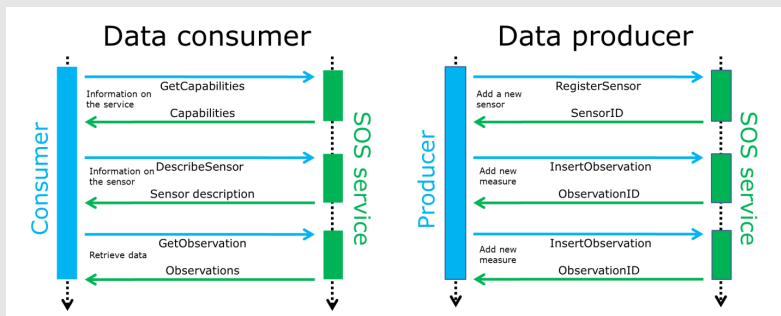 Data consumer
GetCapabilities
Information on
the service
Capabilities
Information on
the sensor
DescribeSensor
Sensor description
GetObservation
Retrieve data
Observations
Consumer
SOS service
Data producer
RegisterSensor
Add a new
sensor
SensorID
InsertObservation
Add new
measure
ObservationID
InsertObservation
Add new
measure
ObservationID
Producer
SOS service